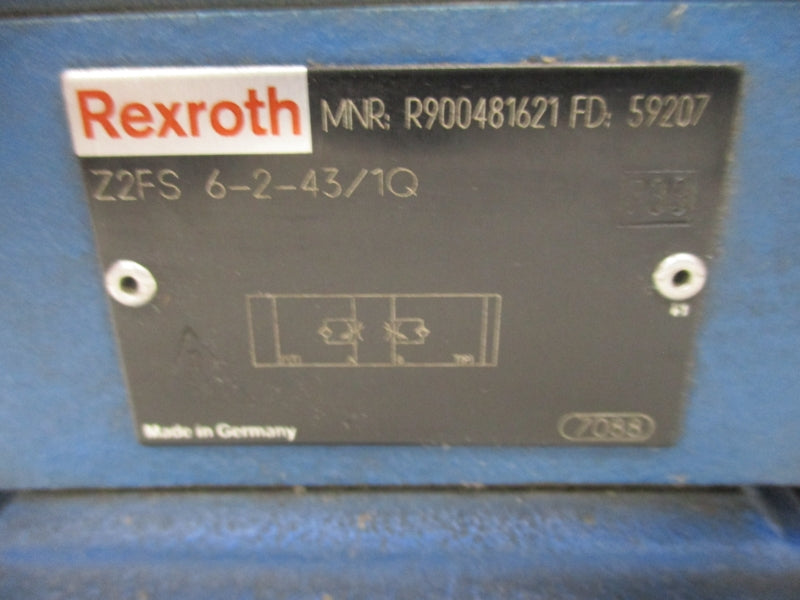 Rexroth MNR: R900481621 FD: 59207
Z2FS 6-2-43/1Q
Made in Germany
7088